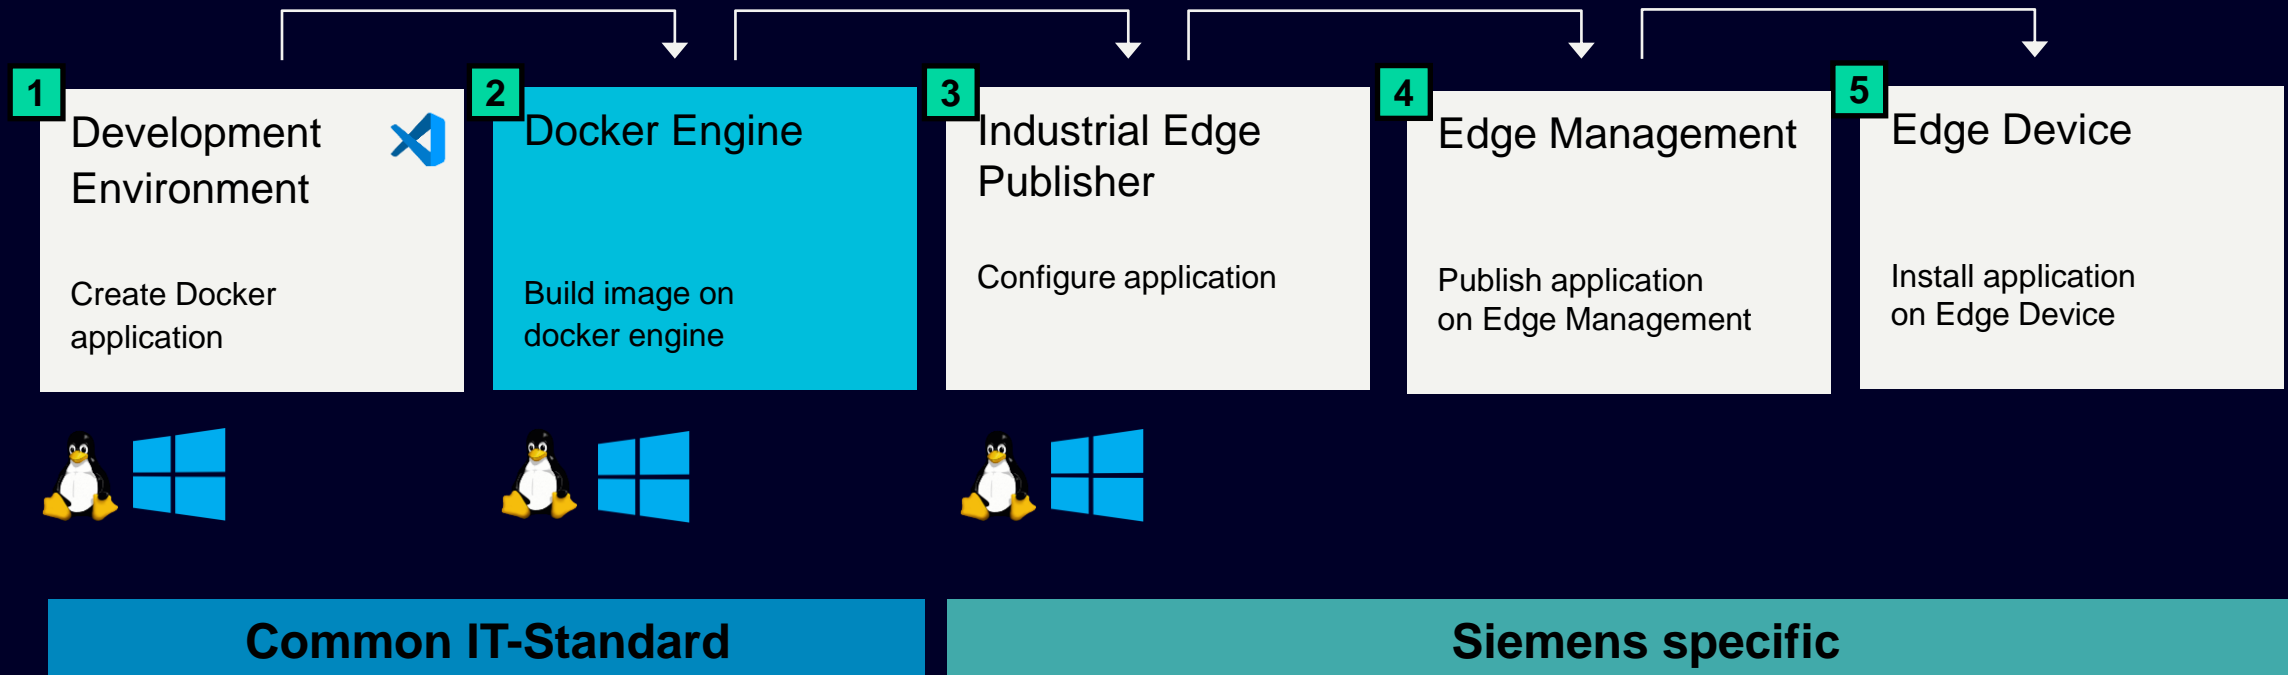 1
Development
Environment
Create Docker
application
2
Docker Engine
Build image on
docker engine
3
Industrial Edge
Publisher
Configure application
4
Edge Management
Publish application
on Edge Management
5
Edge Device
Install application
on Edge Device
Common IT-Standard
Siemens specific